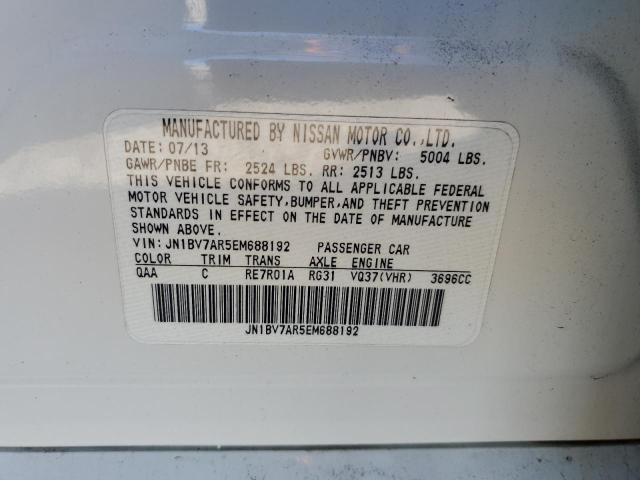 MANUFACTURED BY NISSAN MOTOR CO.,LTD.
DATE: 07/13 GVWR/PNBV: 5004 LBS.
GAWR/PNBE FR: 2524 LBS. RR: 2513 LBS.
THIS VEHICLE CONFORMS TO ALL APPLICABLE FEDERAL
MOTOR VEHICLE SAFETY,BUMPER,AND THEFT PREVENTION
STANDARDS IN EFFECT ON THE DATE OF MANUFACTURE
SHOWN ABOVE.
VIN: JN1BV7AR5EM688192 PASSENGER CAR
COLOR TRIM TRANS AXLE ENGINE
QAA C RE7R01A RG31 VQ37(VHR) 3696CC
JN1BV7AR5EM688192